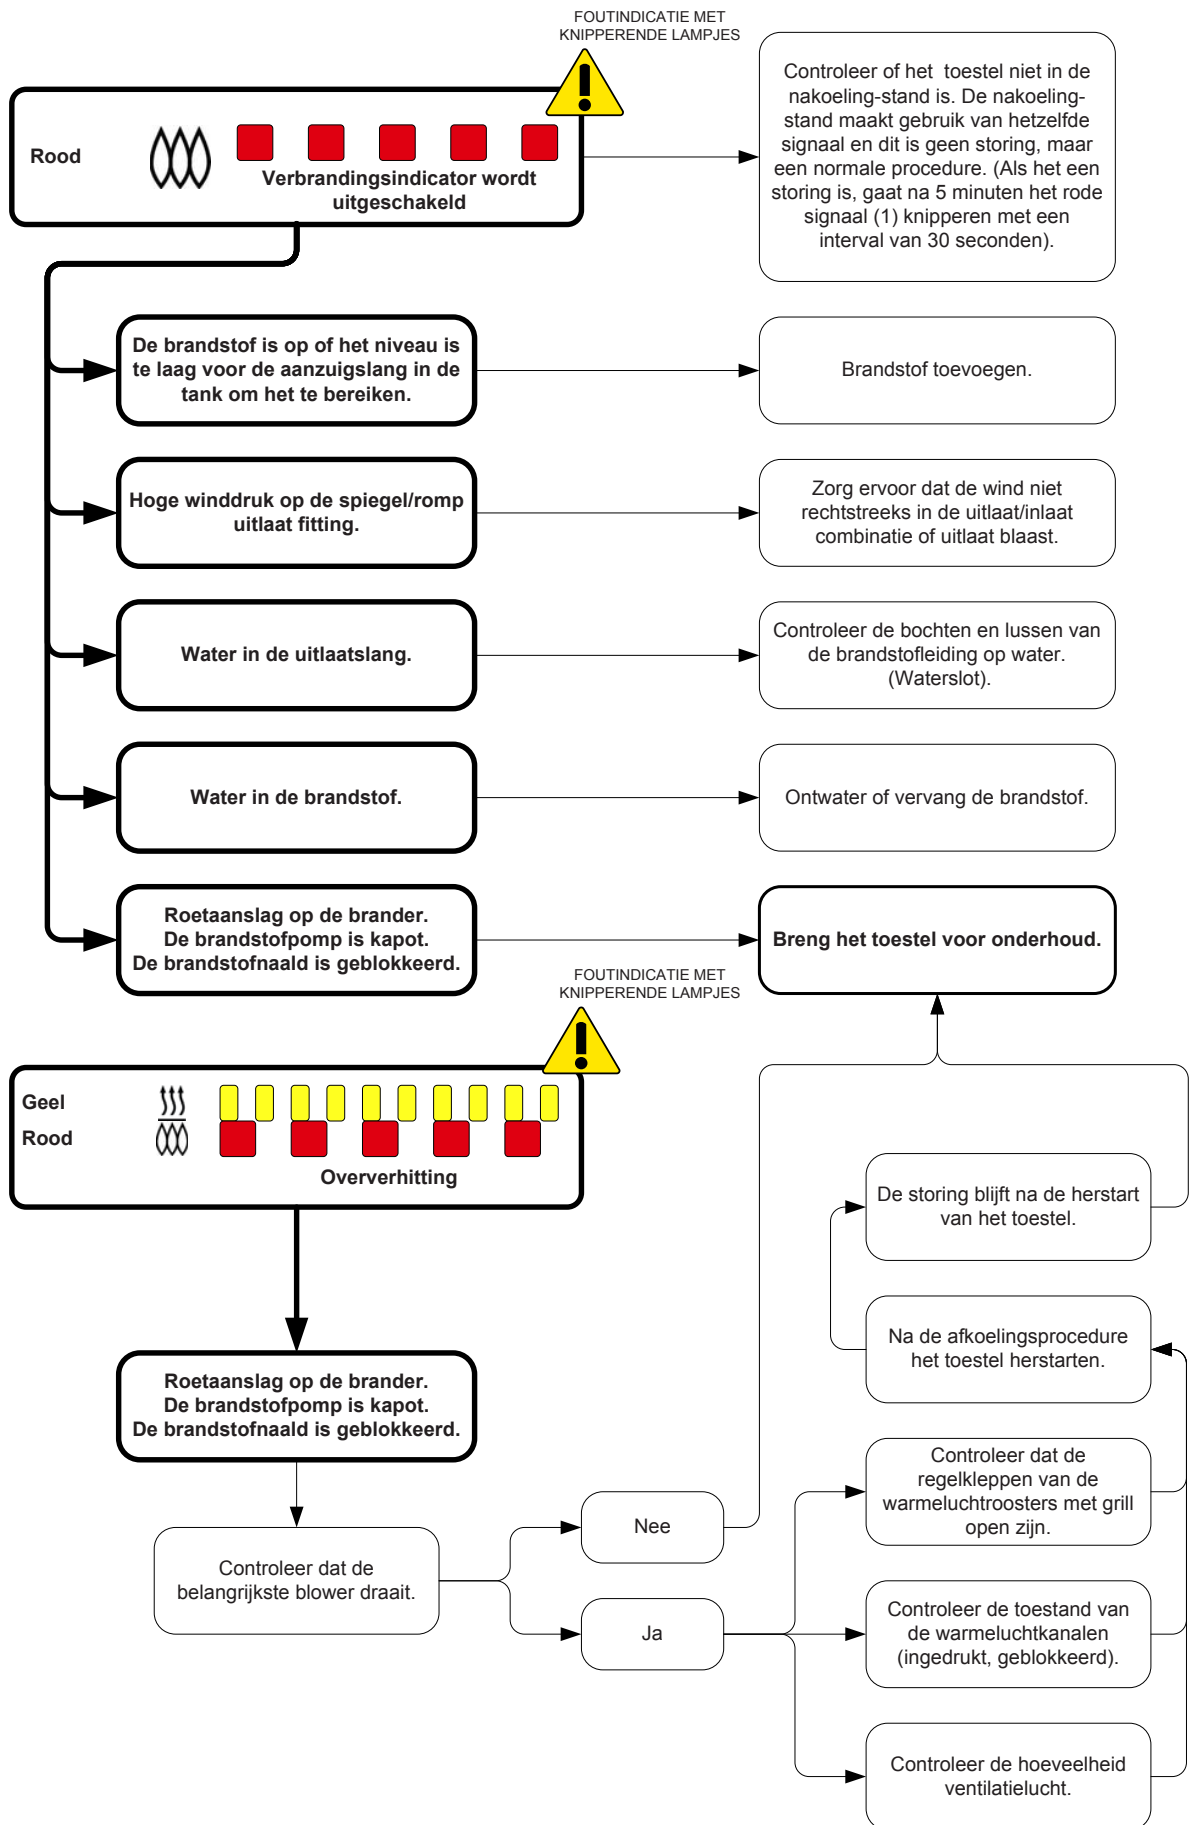 FOUTINDICATIE MET
KNIPPERENDE LAMPJES
Rood
Verbrandingsindicator wordt
uitgeschakeld
Controleer of het toestel niet in de
nakoeling-stand is. De nakoeling-
stand maakt gebruik van hetzelfde
signaal en dit is geen storing, maar
een normale procedure. (Als het een
storing is, gaat na 5 minuten het rode
signaal (1) knipperen met een
interval van 30 seconden).
De brandstof is op of het niveau is
te laag voor de aanzuigslang in de
tank om het te bereiken.
Brandstof toevoegen.
Hoge winddruk op de spiegel/romp
uitlaat fitting.
Zorg ervoor dat de wind niet
rechtstreeks in de uitlaat/inlaat
combinatie of uitlaat blaast.
Water in de uitlaatslang.
Controleer de bochten en lussen van
de brandstofleiding op water.
(Waterslot).
Water in de brandstof.
Ontwater of vervang de brandstof.
Roetaanslag op de brander.
De brandstofpomp is kapot.
De brandstofnaald is geblokkeerd.
Breng het toestel voor onderhoud.
FOUTINDICATIE MET
KNIPPERENDE LAMPJES
Geel
Rood
Oververhitting
De storing blijft na de herstart
van het toestel.
Na de afkoelingsprocedure
het toestel herstarten.
Roetaanslag op de brander.
De brandstofpomp is kapot.
De brandstofnaald is geblokkeerd.
Controleer dat de
belangrijkste blower draait.
Nee
Ja
Controleer dat de
regelkleppen van de
warmeluchtroosters met grill
open zijn.
Controleer de toestand van
de warmeluchtkanalen
(ingedrukt, geblokkeerd).
Controleer de hoeveelheid
ventilatielucht.